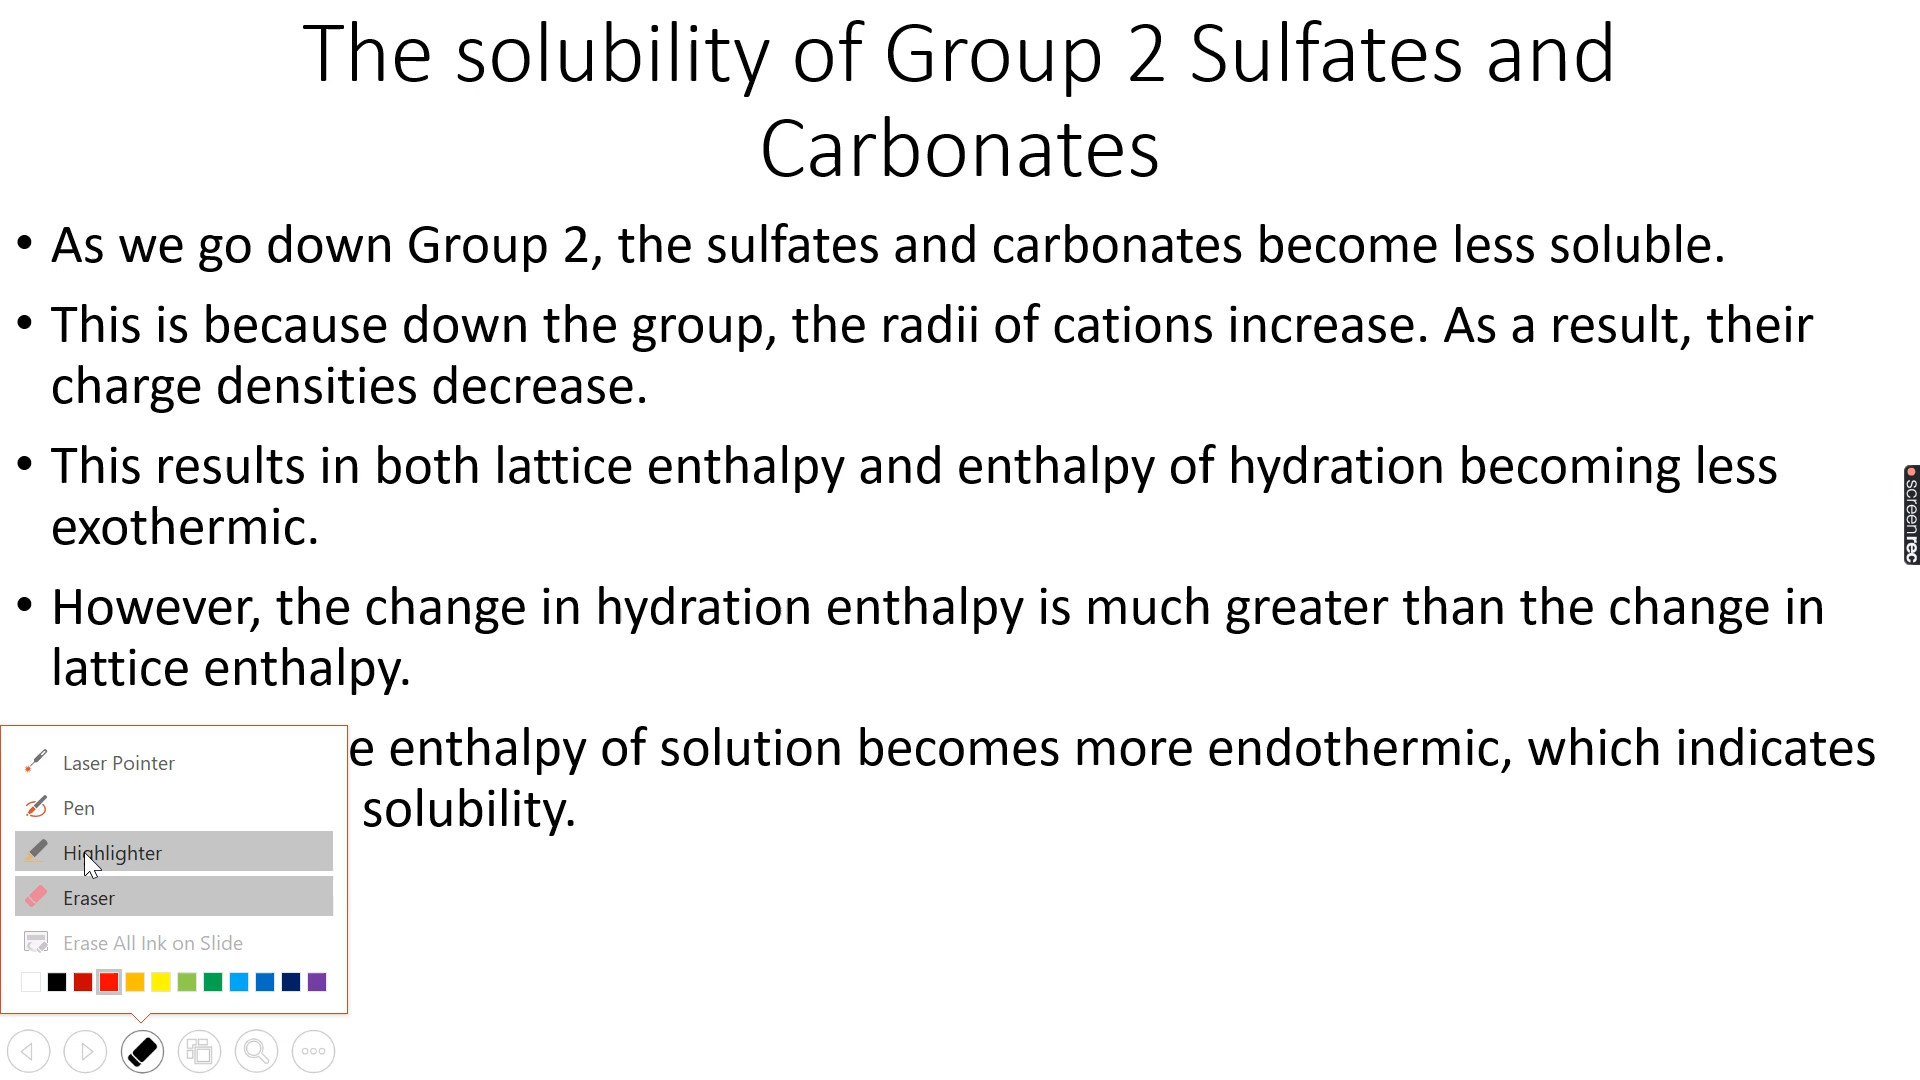 The solubility of Group 2 Sulfates and
Carbonates
• As we go down Group 2, the sulfates and carbonates become less soluble.
• This is because down the group, the radii of cations increase. As a result, their
charge densities decrease.
• This results in both lattice enthalpy and enthalpy of hydration becoming less
exothermic.
• However, the change in hydration enthalpy is much greater than the change in
lattice enthalpy.
e enthalpy of solution becomes more endothermic, which indicates
solubility.
Laser Pointer
Pen
Highlighter
Eraser
Erase All Ink on Slide
screenrec